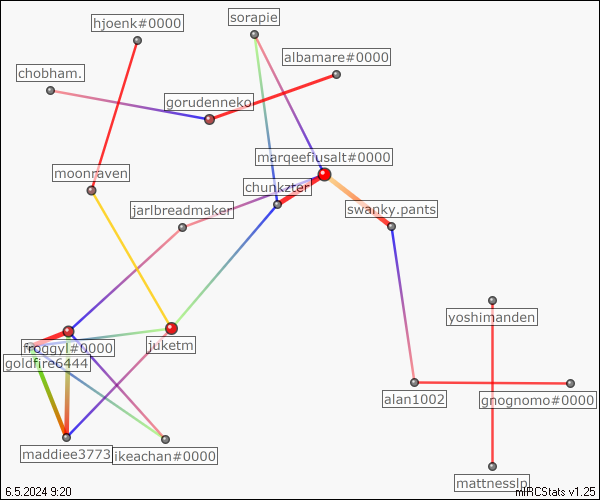 hjoenk#0000
sorapie
albamare#0000
chobham.
gorudenneko
marqeefiusalt#0000
moonraven
chunkzter
jarlbreadmaker
swanky.pants
yoshimanden
froggyl#0000
juketm
goldfire6444
alan1002
gnognomo#0000
maddiee3773
ikeachan#0000
mattnesslp
6.5.2024 9:20
mIRCStats v1.25